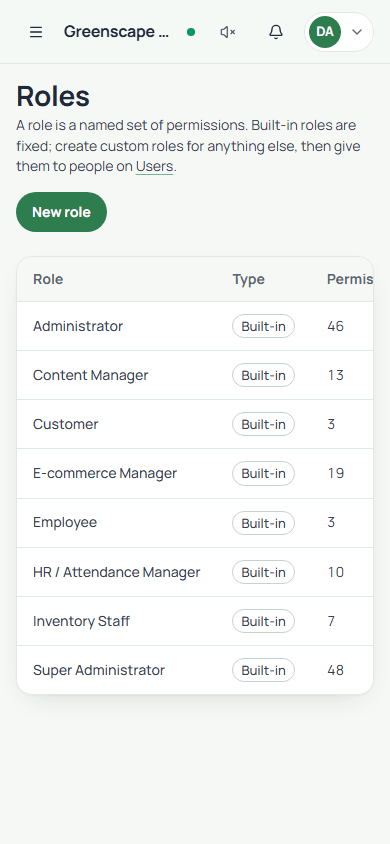 Greenscape ...
DA
Roles
A role is a named set of permissions. Built-in roles are
fixed; create custom roles for anything else, then give
them to people on Users.
New role
Role Type Permis
Administrator Built-in 46
Content Manager Built-in 13
Customer Built-in 3
E-commerce Manager Built-in 19
Employee Built-in 3
HR / Attendance Manager Built-in 10
Inventory Staff Built-in 7
Super Administrator Built-in 48